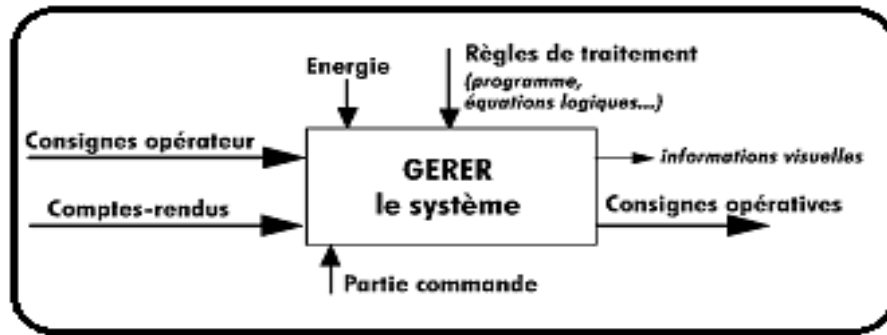 Energie
Règles de traitement
(programme,
équations logiques...)
Consignes opérateur
GERER
le système
informations visuelles
Comptes-rendus
Consignes opératives
Partie commande